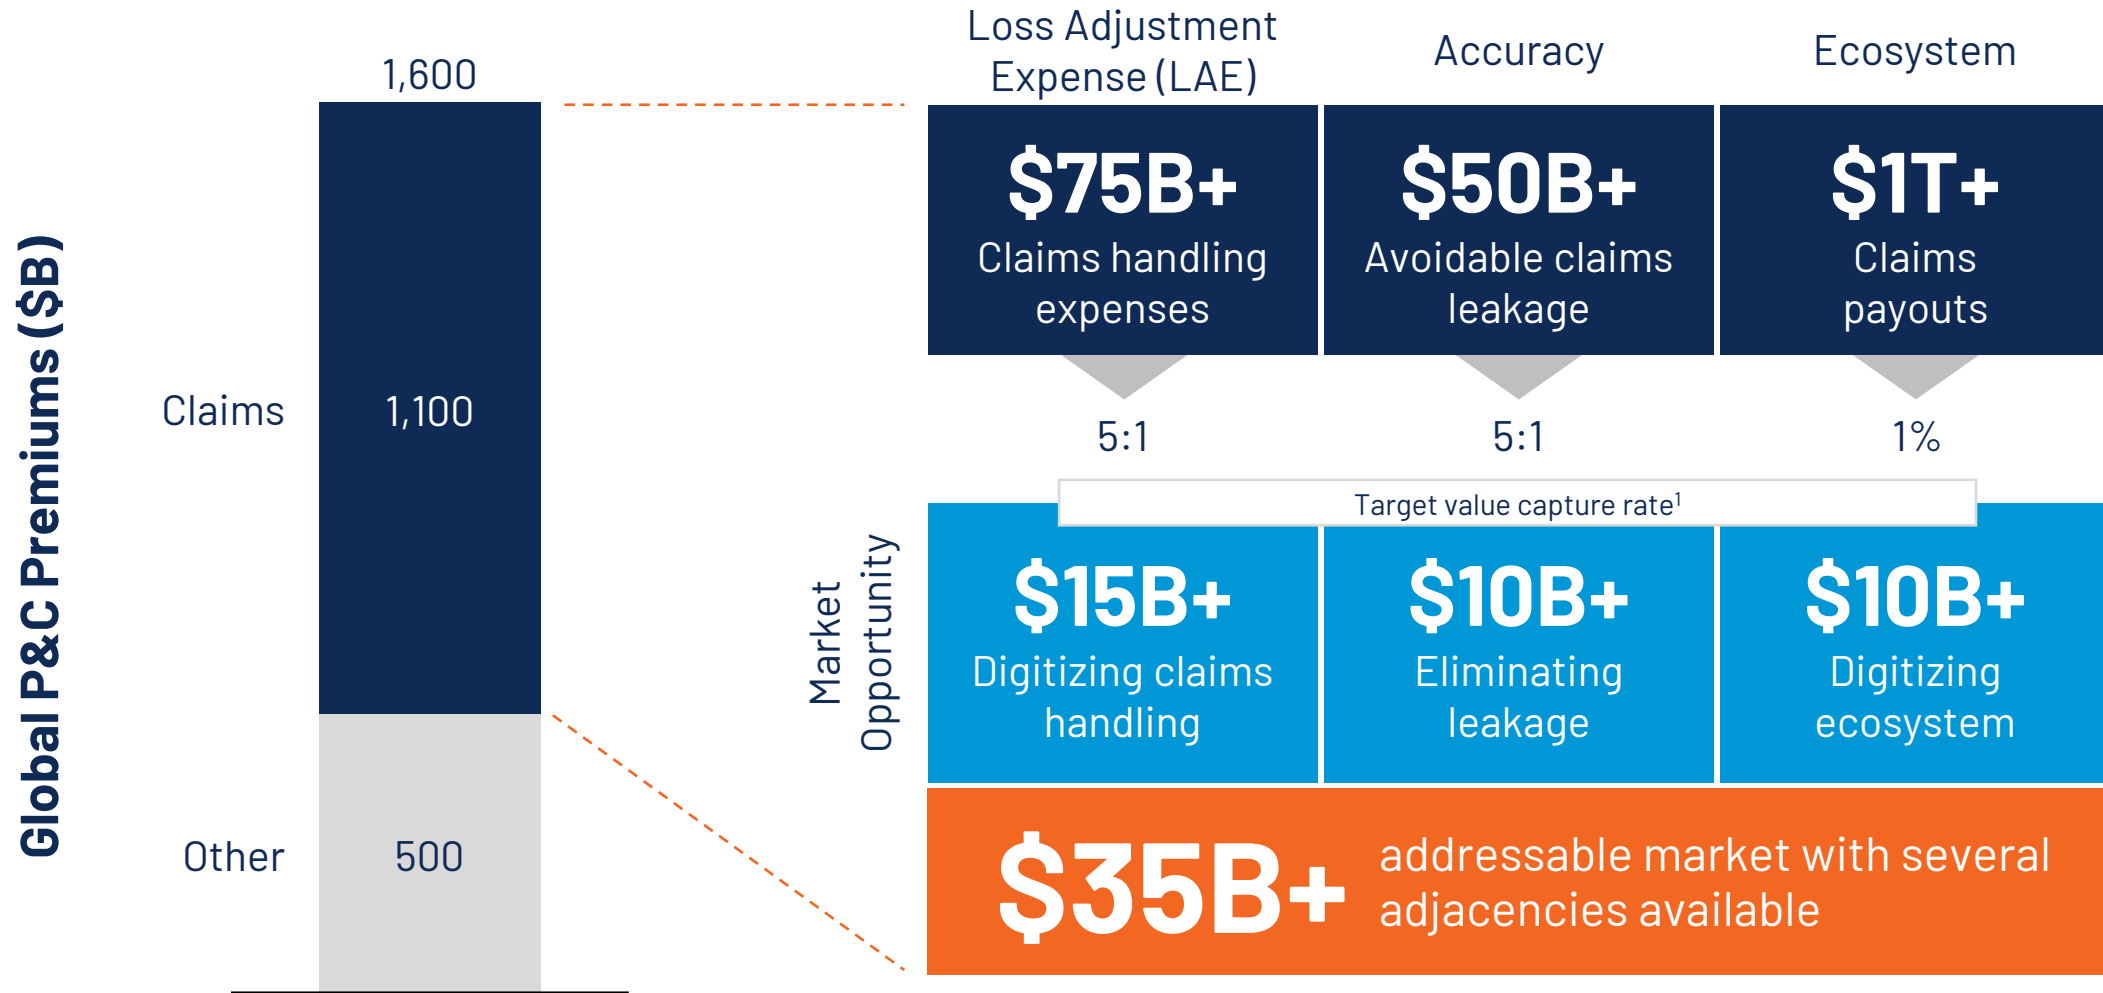 Global P&C Premiums ($B)
1,600
Claims
1,100
Other
500
Loss Adjustment
Expense (LAE)
Accuracy
Ecosystem
$75B+
Claims handling
expenses
$50B+
Avoidable claims
leakage
$1T+
Claims
payouts
5:1
5:1
1%
Target value capture rate¹
Market
Opportunity
$15B+
Digitizing claims
handling
$10B+
Eliminating
leakage
$10B+
Digitizing
ecosystem
$35B+
addressable market with several
adjacencies available